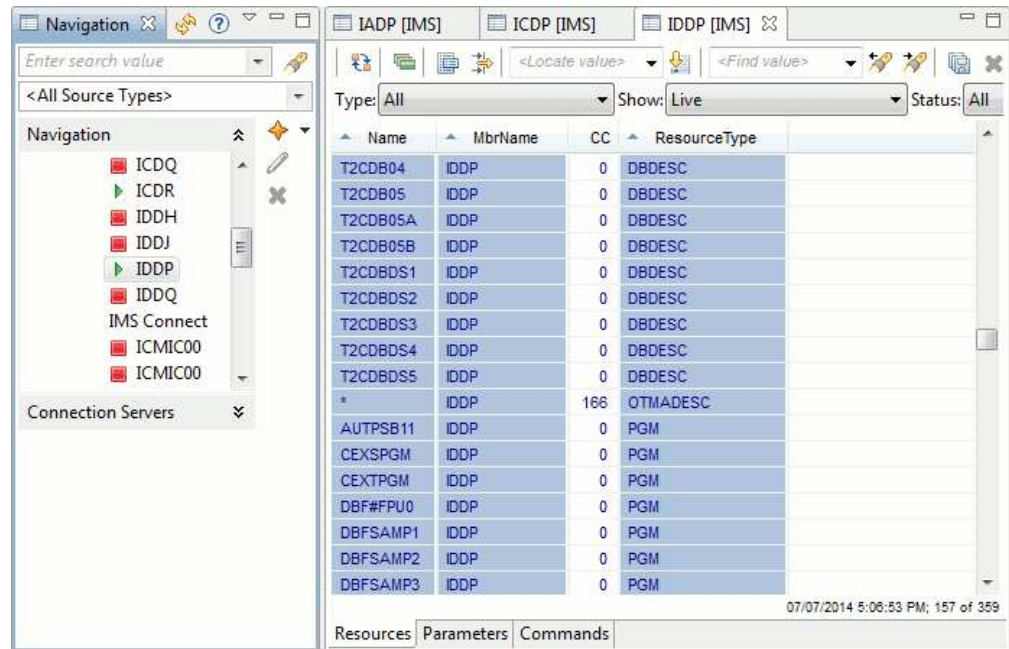 Navigation
Enter search value
<All Source Types>
Navigation
ICDQ
ICDR
IDDH
IDDJ
IDDP
IDDQ
IMS Connect
ICMIC00
ICMIC00
Connection Servers
IADP [IMS] ICDP [IMS] IDDP [IMS]
<Locate value> <Find value>
Type: All Show: Live Status: All
Name MbrName CC ResourceType
T2CDB04 IDDP 0 DBDESC
T2CDB05 IDDP 0 DBDESC
T2CDB05A IDDP 0 DBDESC
T2CDB05B IDDP 0 DBDESC
T2CDBDS1 IDDP 0 DBDESC
T2CDBDS2 IDDP 0 DBDESC
T2CDBDS3 IDDP 0 DBDESC
T2CDBDS4 IDDP 0 DBDESC
T2CDBDS5 IDDP 0 DBDESC
* IDDP 166 OTMADESC
AUTPSB11 IDDP 0 PGM
CEXSPGM IDDP 0 PGM
CEXTPGM IDDP 0 PGM
DBF#FPU0 IDDP 0 PGM
DBFSAMP1 IDDP 0 PGM
DBFSAMP2 IDDP 0 PGM
DBFSAMP3 IDDP 0 PGM
07/07/2014 5:06:53 PM; 157 of 359
Resources Parameters Commands